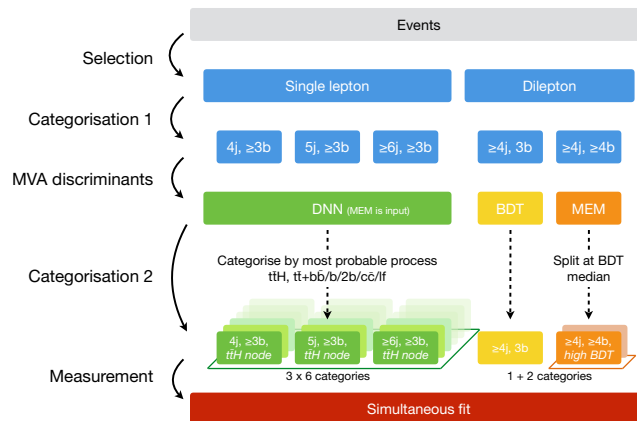 Events
Selection
Single lepton
Dilepton
Categorisation 1
4j, ≥3b
5j, ≥3b
≥6j, ≥3b
≥4j, 3b
≥4j, ≥4b
MVA discriminants
DNN (MEM is input)
BDT
MEM
Categorise by most probable process
tt̄H, tt̄+bb̄/b/2b/cc̄/lf
Split at BDT
median
Categorisation 2
4j, ≥3b,
tt̄H node
5j, ≥3b,
tt̄H node
≥6j, ≥3b,
tt̄H node
≥4j, 3b
≥4j, ≥4b,
high BDT
3 x 6 categories
1 + 2 categories
Measurement
Simultaneous fit